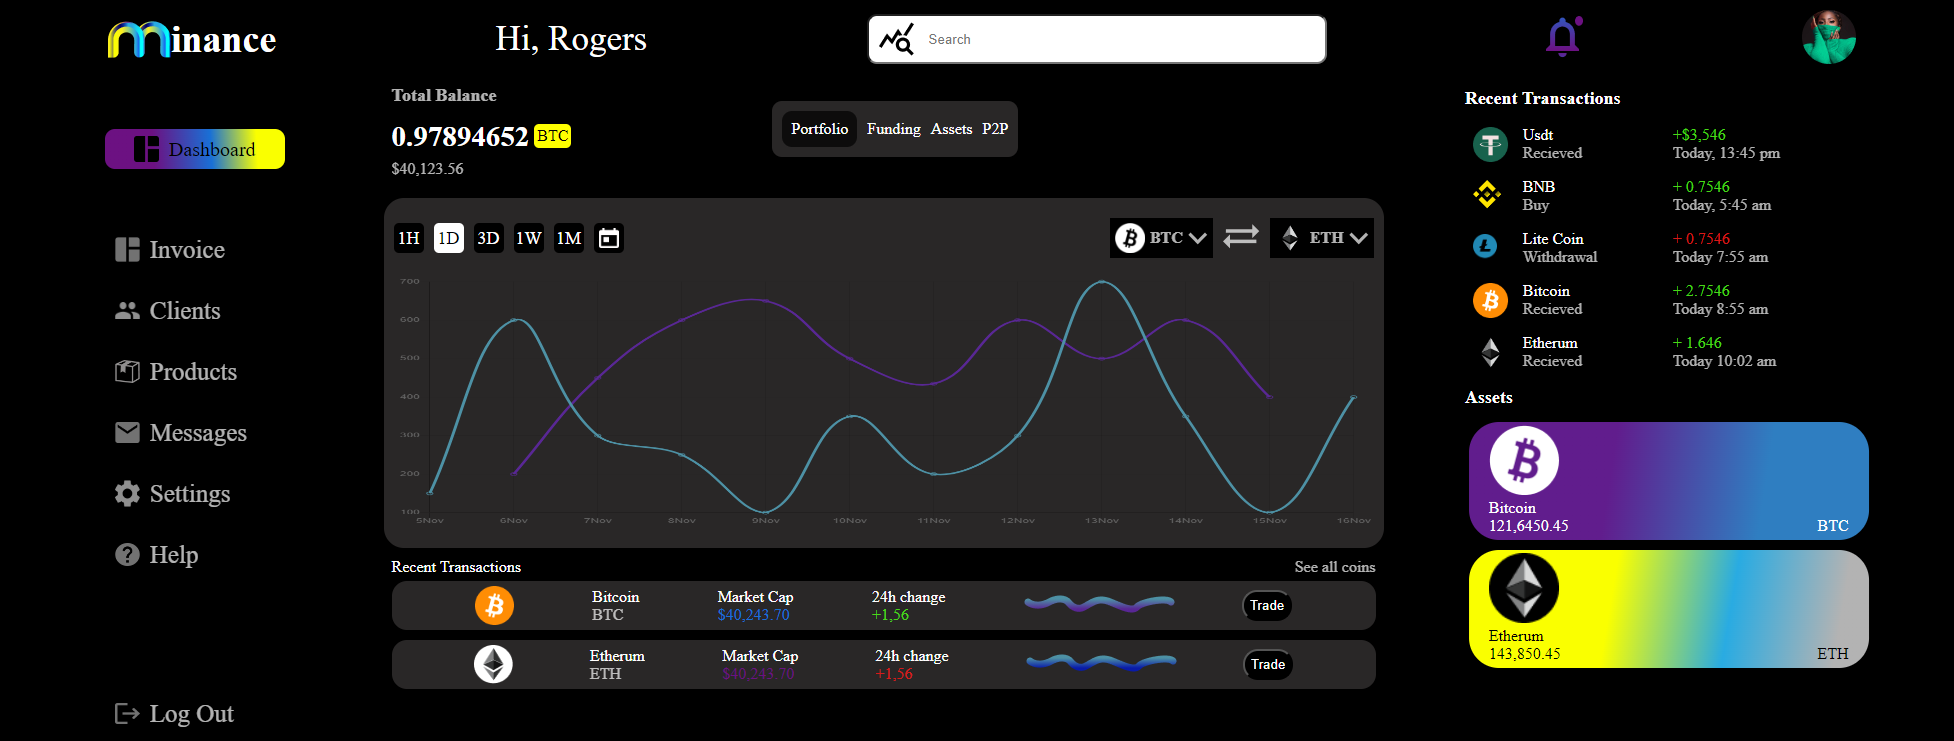 Minance
Hi, Rogers
Search
Dashboard
Invoice
Clients
Products
Messages
Settings
Help
Log Out
Total Balance
0.97894652 BTC
$40,123.56
Portfolio Funding Assets P2P
1H 1D 3D 1W 1M
BTC ETH
700
600
500
400
300
200
100
5Nov 6Nov 7Nov 8Nov 9Nov 10Nov 11Nov 12Nov 13Nov 14Nov 15Nov 16Nov
Recent Transactions See all coins
Bitcoin Market Cap 24h change
BTC $40,243.70 +1,56
Trade
Etherum Market Cap 24h change
ETH $40,243.70 +1,56
Trade
Recent Transactions
Usdt +$3,546
Recieved Today, 13:45 pm
BNB + 0.7546
Buy Today, 5:45 am
Lite Coin + 0.7546
Withdrawal Today 7:55 am
Bitcoin + 2.7546
Recieved Today 8:55 am
Etherum + 1.646
Recieved Today 10:02 am
Assets
Bitcoin
121,6450.45 BTC
Etherum
143,850.45 ETH